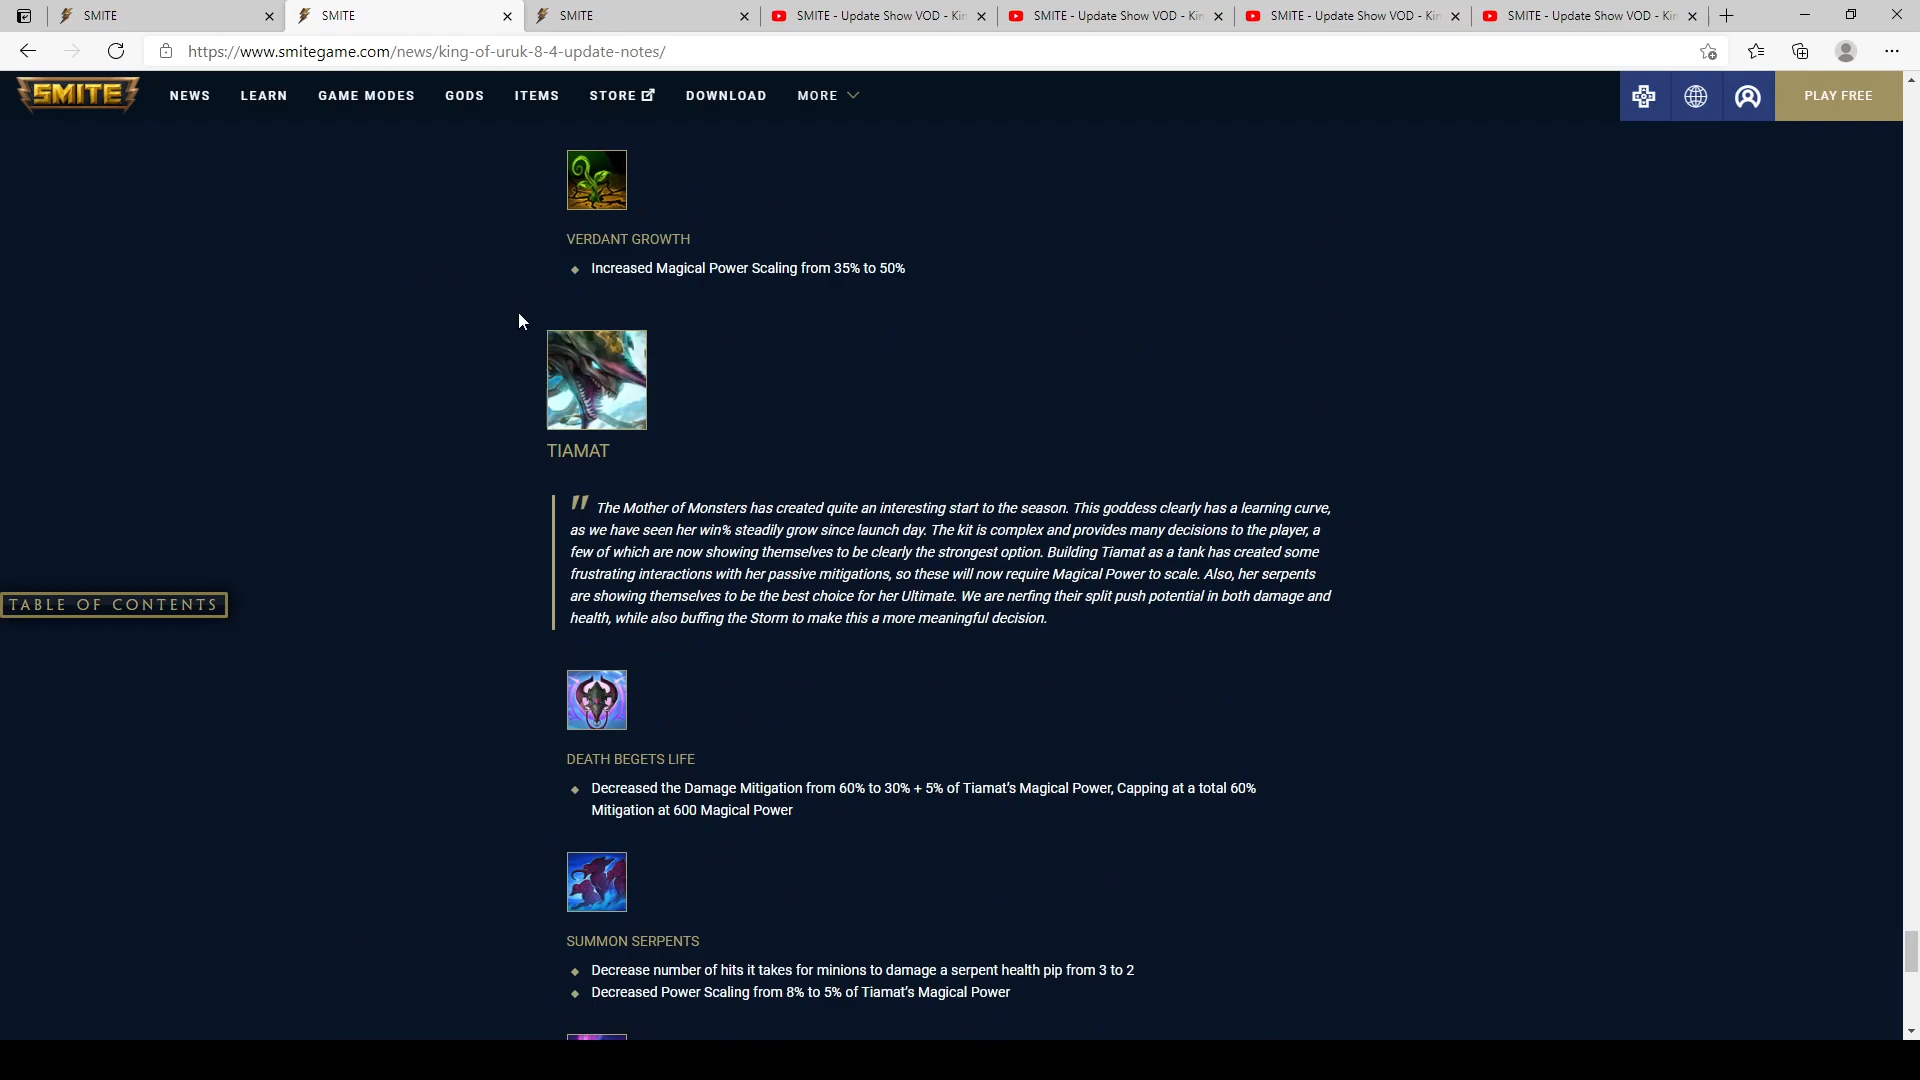 SMITE
SMITE
SMITE
SMITE - Update Show VOD - Kin
SMITE - Update Show VOD - Kin
SMITE - Update Show VOD - Kin
SMITE - Update Show VOD - Kin
https://www.smitegame.com/news/king-of-uruk-8-4-update-notes/
SMITE
NEWS
LEARN
GAME MODES
GODS
ITEMS
STORE
DOWNLOAD
MORE
PLAY FREE
VERDANT GROWTH
Increased Magical Power Scaling from 35% to 50%
TIAMAT
" The Mother of Monsters has created quite an interesting start to the season. This goddess clearly has a learning curve,
as we have seen her win% steadily grow since launch day. The kit is complex and provides many decisions to the player, a
few of which are now showing themselves to be clearly the strongest option. Building Tiamat as a tank has created some
frustrating interactions with her passive mitigations, so these will now require Magical Power to scale. Also, her serpents
are showing themselves to be the best choice for her Ultimate. We are nerfing their split push potential in both damage and
health, while also buffing the Storm to make this a more meaningful decision.
TABLE OF CONTENTS
DEATH BEGETS LIFE
Decreased the Damage Mitigation from 60% to 30% + 5% of Tiamat's Magical Power, Capping at a total 60%
Mitigation at 600 Magical Power
SUMMON SERPENTS
Decrease number of hits it takes for minions to damage a serpent health pip from 3 to 2
Decreased Power Scaling from 8% to 5% of Tiamat's Magical Power